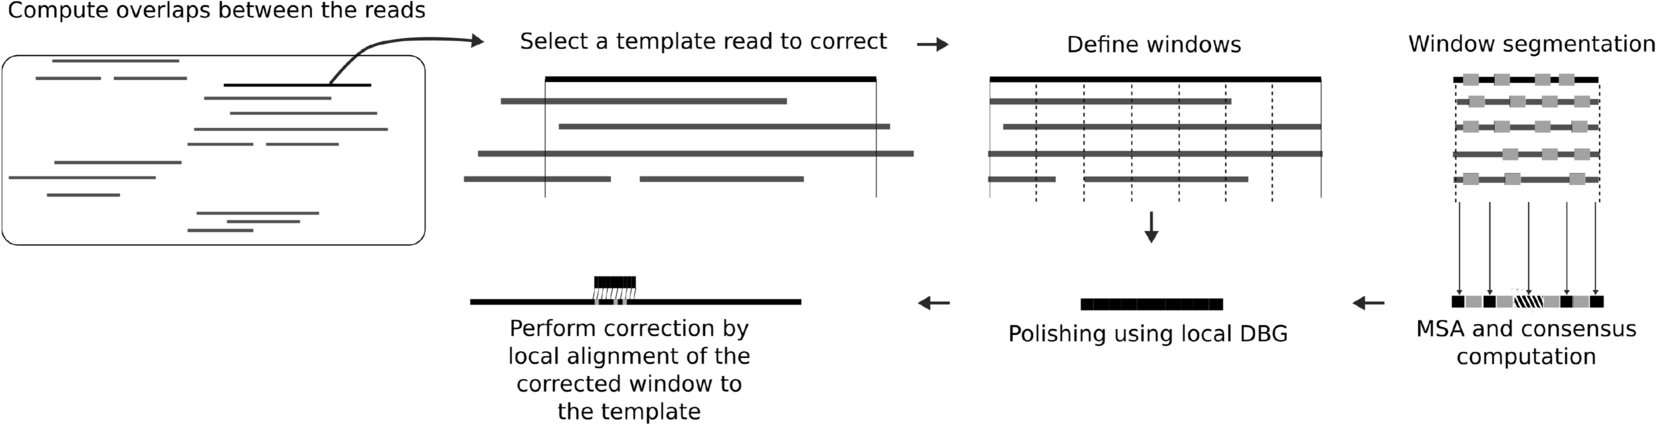 Compute overlaps between the reads
Select a template read to correct
Define windows
Window segmentation
MSA and consensus
computation
Polishing using local DBG
Perform correction by
local alignment of the
corrected window to
the template